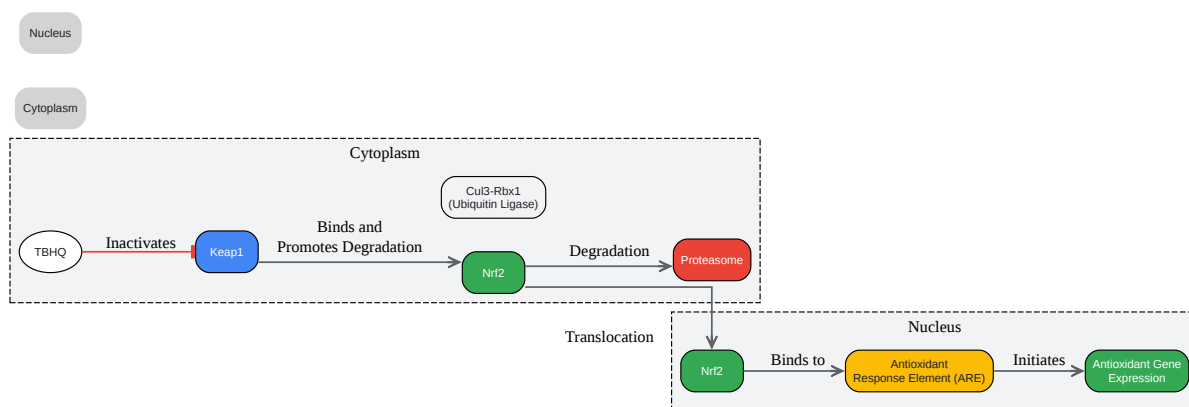 Nucleus
Cytoplasm
Cytoplasm
Cul3-Rbx1
(Ubiquitin Ligase)
TBHQ
Inactivates
Keap1
Binds and
Promotes Degradation
Nrf2
Degradation
Proteasome
Translocation
Nucleus
Nrf2
Binds to
Antioxidant
Response Element (ARE)
Initiates
Antioxidant Gene
Expression